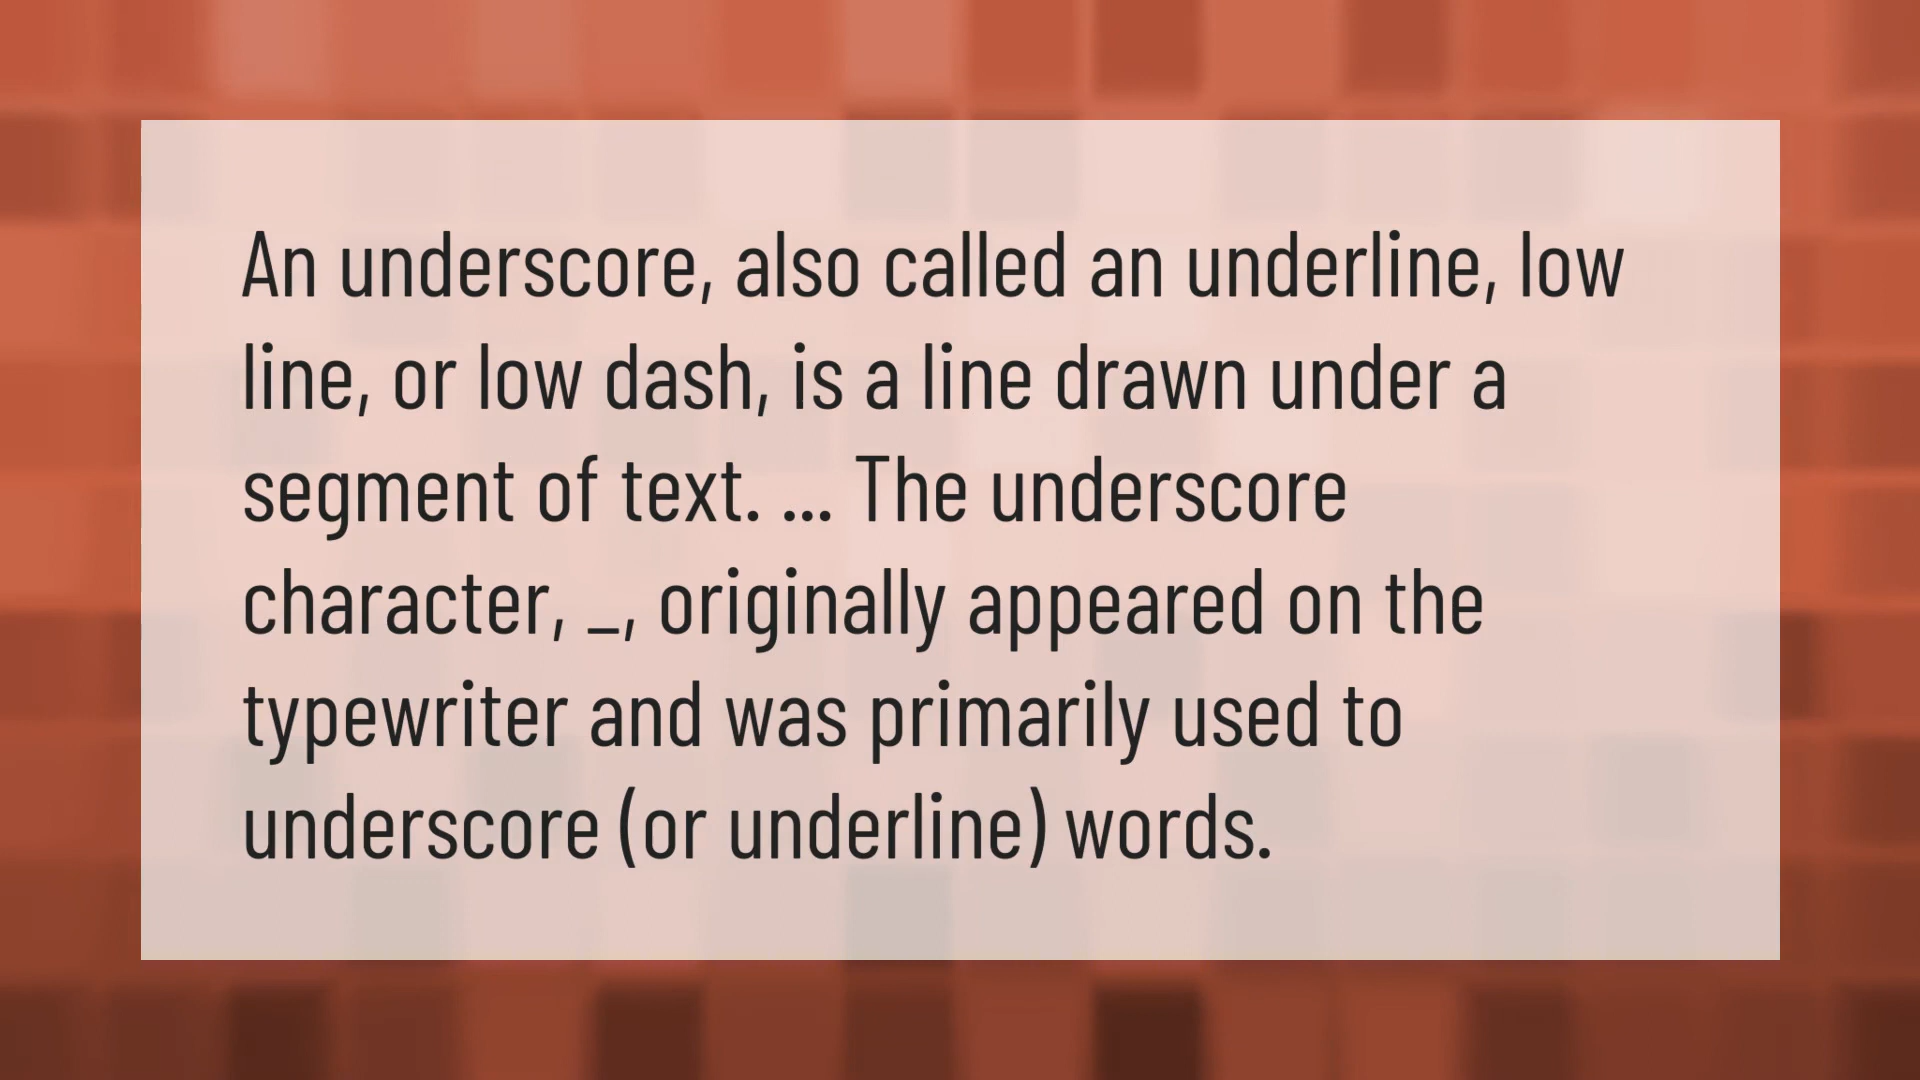 An underscore, also called an underline, low
line, or low dash, is a line drawn under a
segment of text. ... The underscore
character, _, originally appeared on the
typewriter and was primarily used to
underscore (or underline) words.